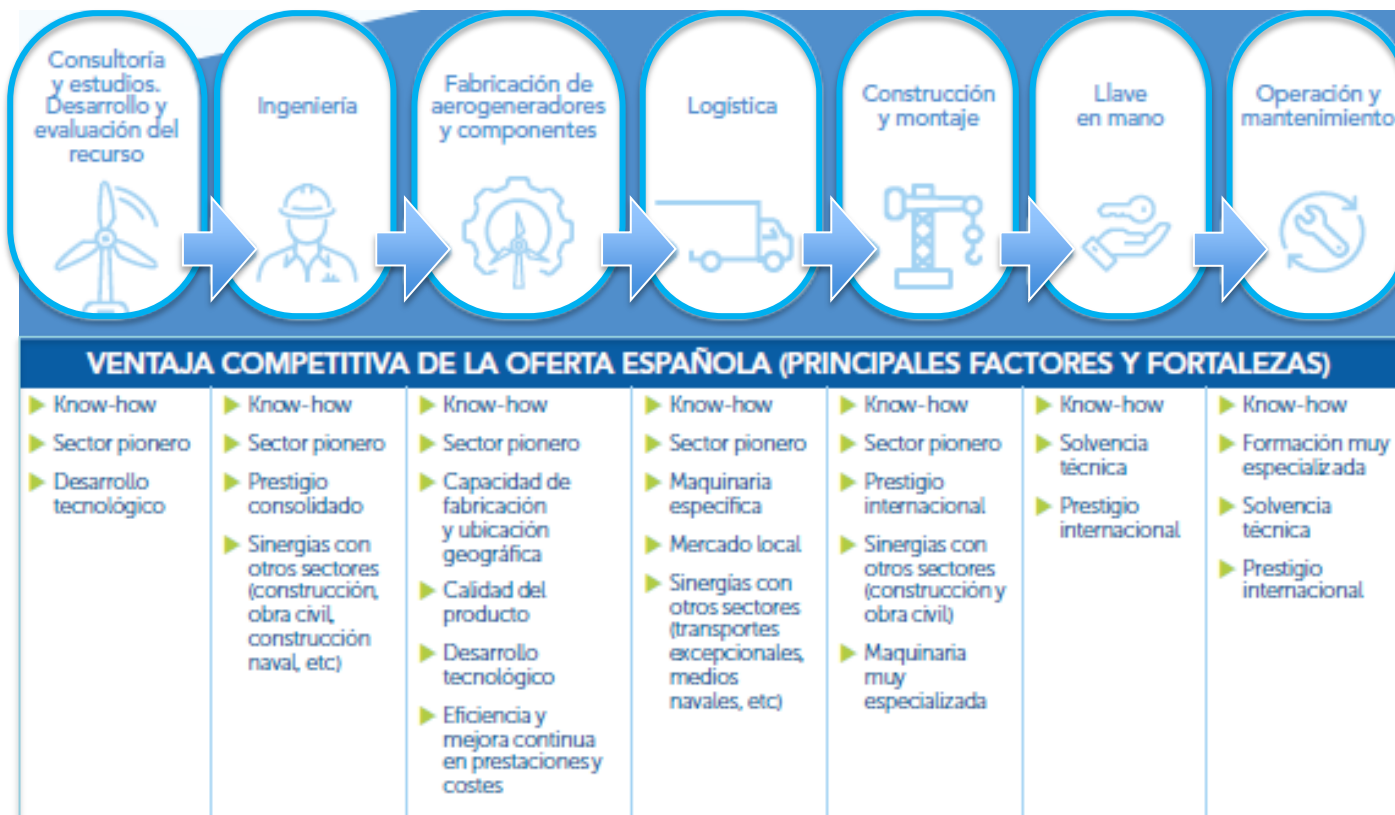 Consultoría
y estudios.
Desarrollo y
evaluación del
recurso
Ingeniería
Fabricación de
aerogeneradores
y componentes
Logística
Construcción
y montaje
Llave
en mano
Operación y
mantenimiento
VENTAJA COMPETITIVA DE LA OFERTA ESPAÑOLA (PRINCIPALES FACTORES Y FORTALEZAS)
Know-how
Sector pionero
Desarrollo
tecnológico
Know-how
Sector pionero
Prestigio
consolidado
Sinergias con
otros sectores
(construcción,
obra civil,
construcción
naval, etc)
Know-how
Sector pionero
Capacidad de
fabricación
y ubicación
geográfica
Calidad del
producto
Desarrollo
tecnológico
Eficiencia y
mejora continua
en prestaciones y
costes
Know-how
Sector pionero
Maquinaria
específica
Mercado local
Sinergías con
otros sectores
(transportes
excepcionales,
medios
navales, etc)
Know-how
Sector pionero
Prestigio
internacional
Sinergias con
otros sectores
(construcción y
obra civil)
Maquinaria
muy
especializada
Know-how
Solvencia
técnica
Prestigio
internacional
Know-how
Formación muy
especializada
Solvencia
técnica
Prestigio
internacional